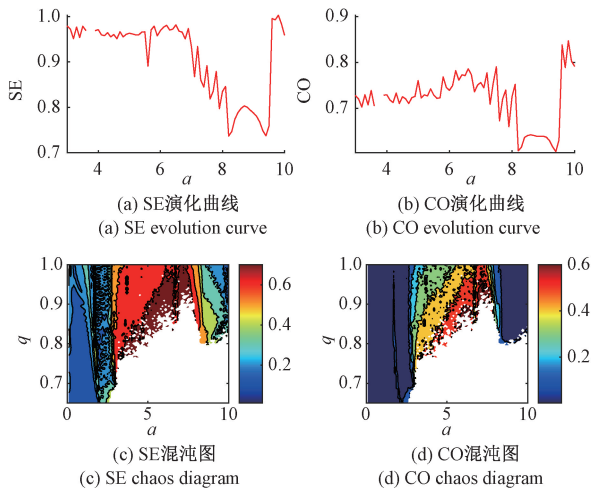 1.0
0.9
0.8
0.7
SE
4
6
8
10
a
(a) SE演化曲线
(a) SE evolution curve
0.9
0.7
CO
4
6
8
10
a
(b) CO演化曲线
(b) CO evolution curve
1.0
0.9
0.8
0.7
q
0
5
10
a
0.6
0.4
0.2
(c) SE混沌图
(c) SE chaos diagram
1.0
0.9
0.8
0.7
q
0
5
10
a
0.6
0.4
0.2
(d) CO混沌图
(d) CO chaos diagram